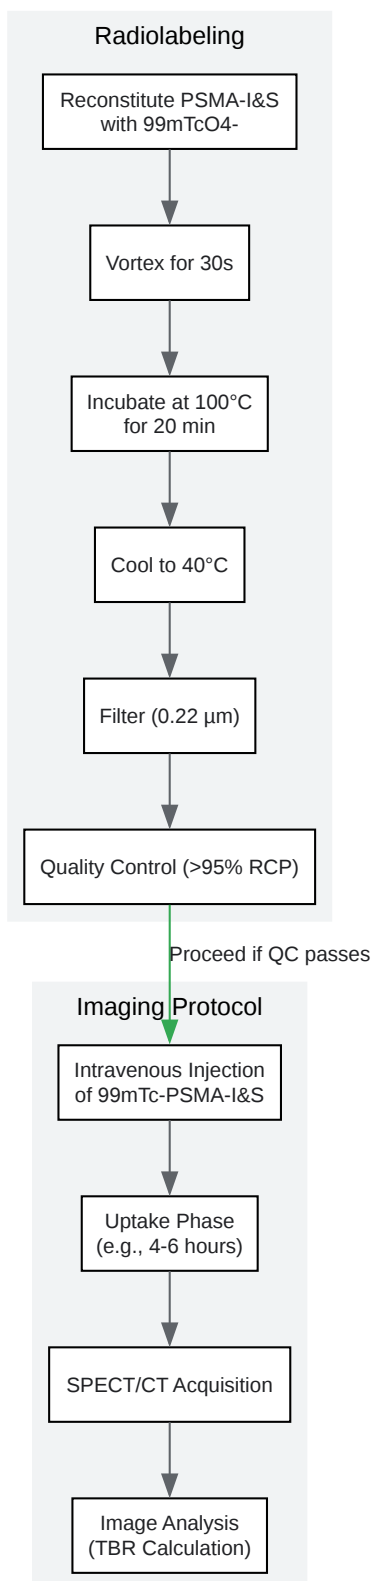 Radiolabeling
Reconstitute PSMA-I&S
with 99mTcO4-
Vortex for 30s
Incubate at 100°C
for 20 min
Cool to 40°C
Filter (0.22 µm)
Quality Control (>95% RCP)
Proceed if QC passes
Imaging Protocol
Intravenous Injection
of 99mTc-PSMA-I&S
Uptake Phase
(e.g., 4-6 hours)
SPECT/CT Acquisition
Image Analysis
(TBR Calculation)